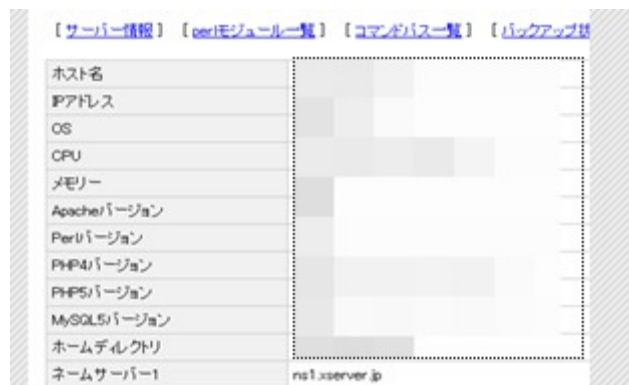 [サーバー情報] [perlモジュール一覧] [コマンドパス一覧] [バックアップ
ホスト名
IPアドレス
OS
CPU
メモリー
Apacheバージョン
Perlバージョン
PHP4バージョン
PHP5バージョン
MySQL5バージョン
ホームディレクトリ
ネームサーバー1 ns1.xserver.jp